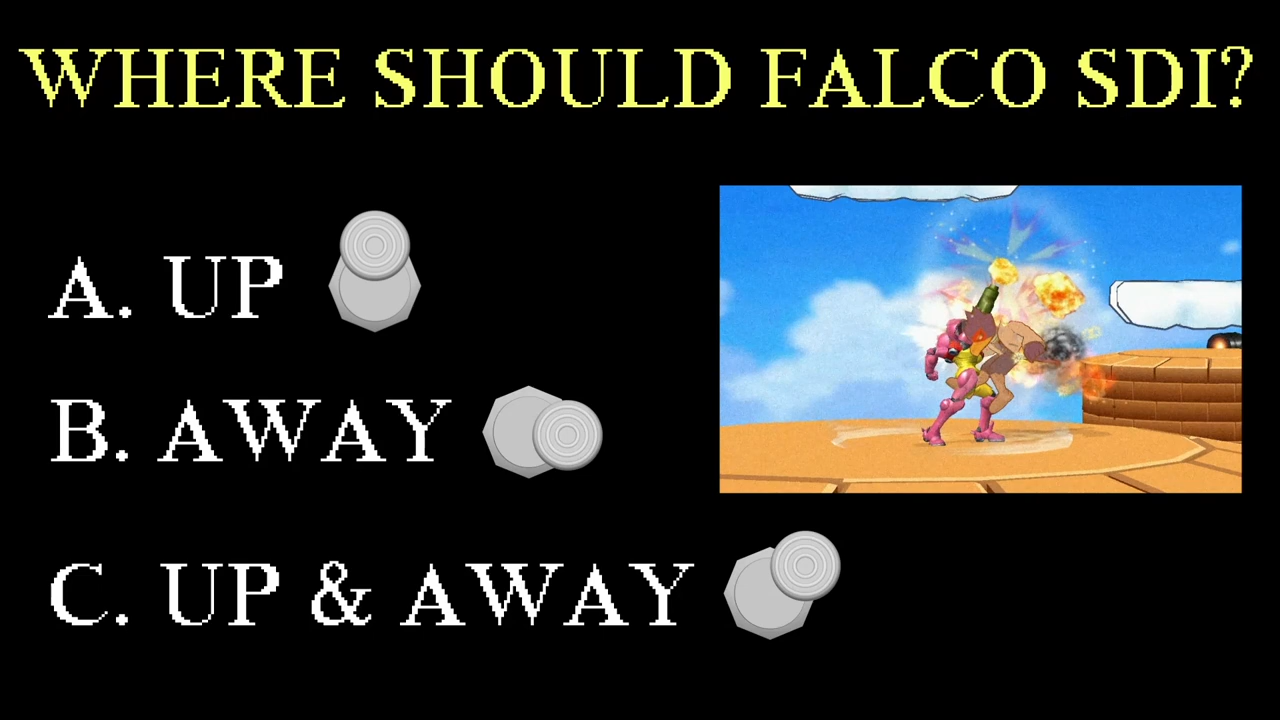 WHERE SHOULD FALCO SDI?
A. UP
B. AWAY
C. UP & AWAY